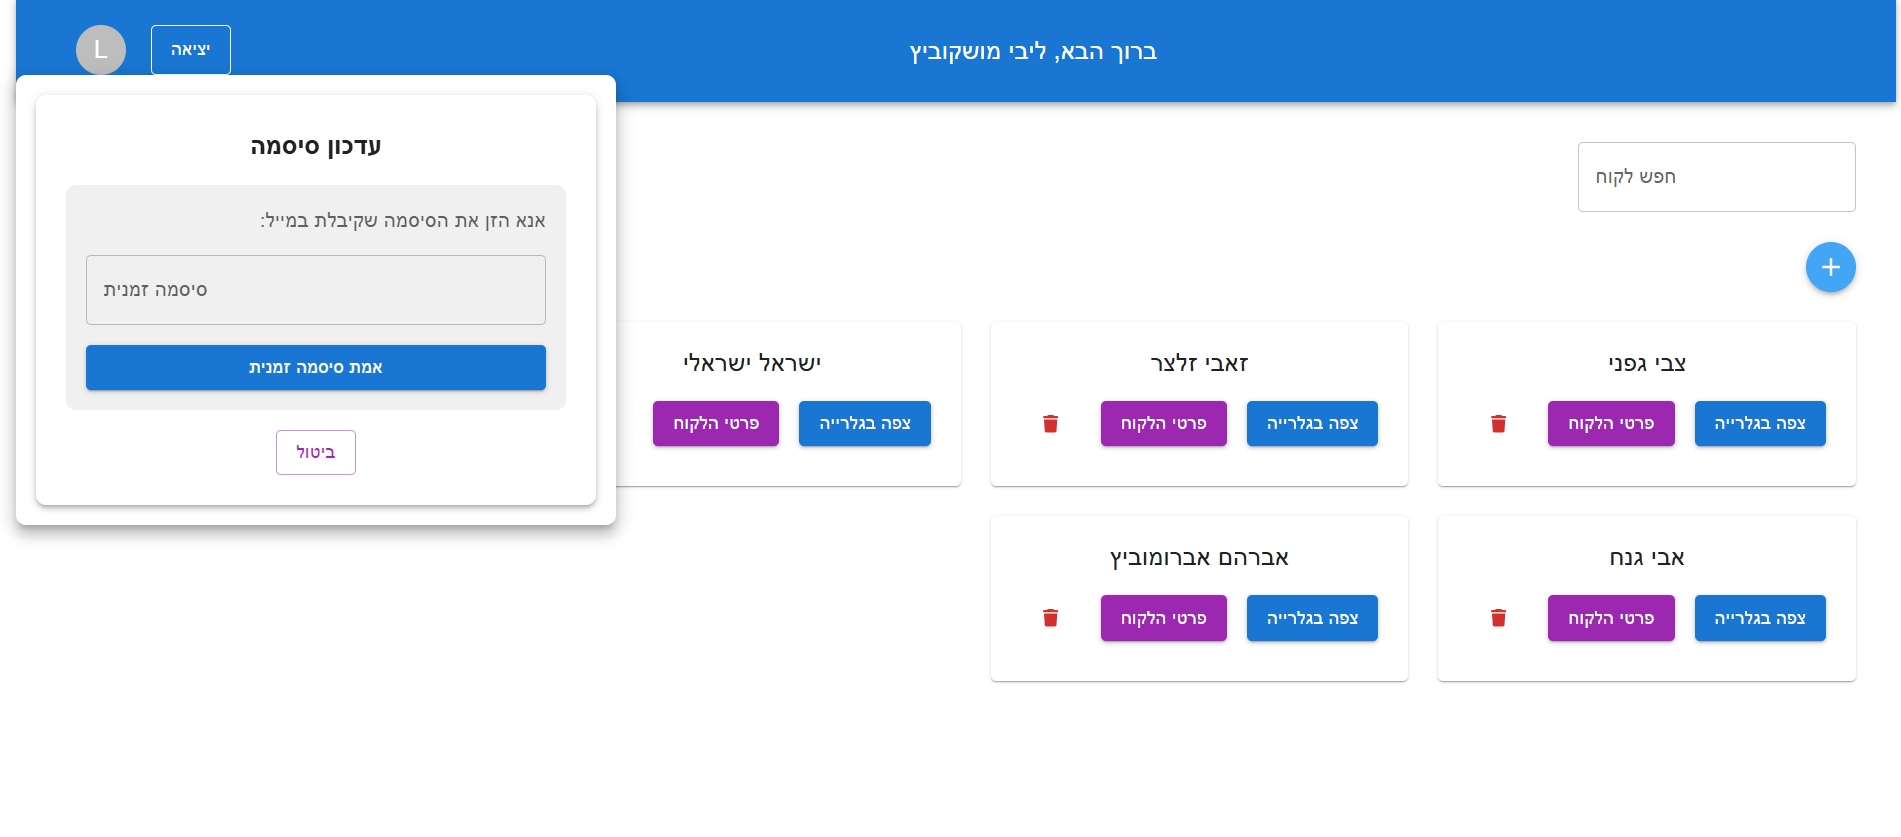 ברוך הבא, ליבי מושקוביץ
יציאה
L
חפש לקוח
עדכון סיסמה
אנא הזן את הסיסמה שקיבלת במייל:
סיסמה זמנית
אמת סיסמה זמנית
ביטול
צבי גפני
צפה בגלרייה
פרטי הלקוח
זאבי זלצר
צפה בגלרייה
פרטי הלקוח
ישראל ישראלי
צפה בגלרייה
פרטי הלקוח
אבי גנח
צפה בגלרייה
פרטי הלקוח
אברהם אברומוביץ
צפה בגלרייה
פרטי הלקוח